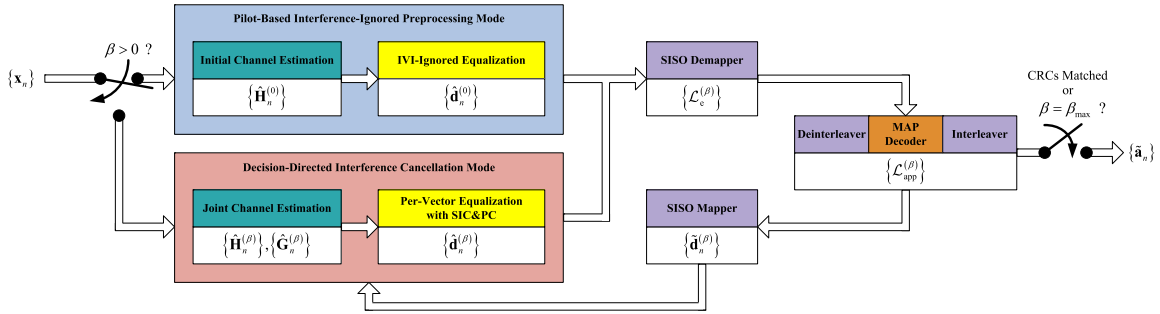 Pilot-Based Interference-Ignored Preprocessing Mode
β > 0 ?
{x_n}
Initial Channel Estimation
{Ĥ_n^(0)}
IVI-Ignored Equalization
{d̂_n^(0)}
SISO Demapper
{ℒ_e^(β)}
CRCs Matched
or
β = β_max ?
Deinterleaver
MAP
Decoder
Interleaver
{ℒ_app^(β)}
{ã_n}
Decision-Directed Interference Cancellation Mode
Joint Channel Estimation
{Ĥ_n^(β)},{Ĝ_n^(β)}
Per-Vector Equalization
with SIC&PC
{d̂_n^(β)}
SISO Mapper
{d̃_n^(β)}